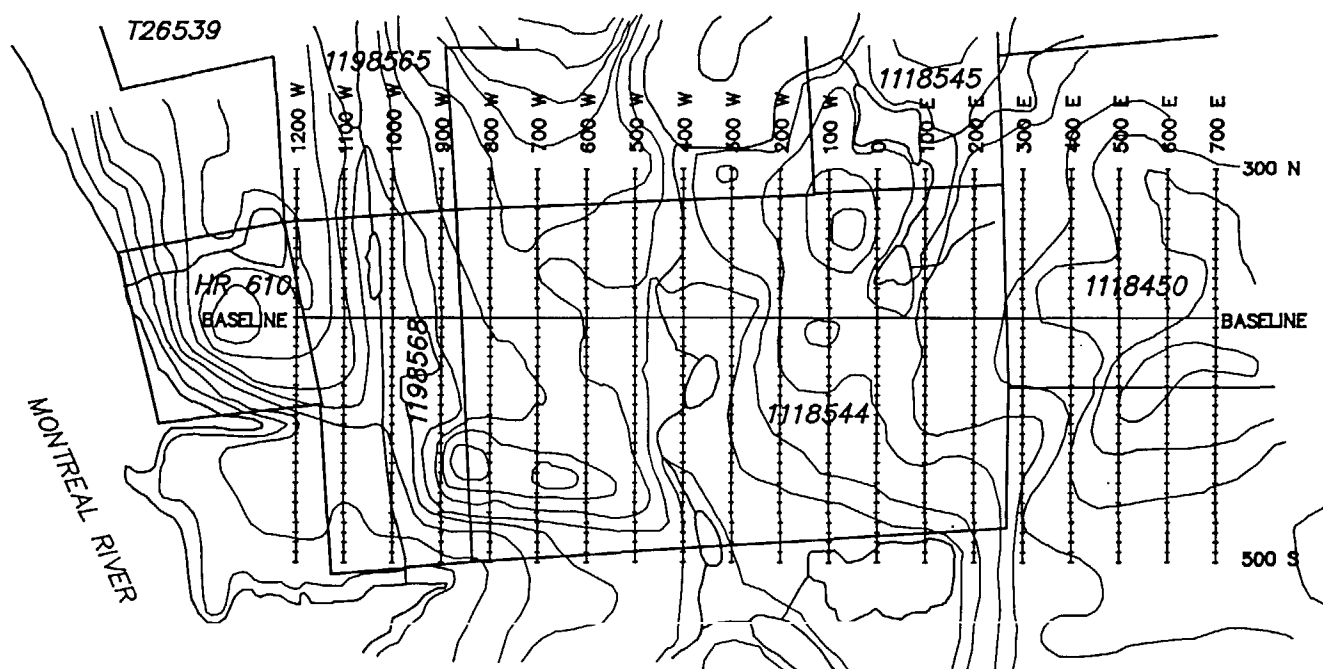 T26539
1198565
1118545
1200 W
1100 W
1000 W
900 W
800 W
700 W
600 W
500 W
400 W
300 W
200 W
100 W
0
100 E
200 E
300 E
400 E
500 E
600 E
700 E
300 N
HR 610
1118450
BASELINE
BASELINE
1198568
1118544
MONTREAL RIVER
500 S